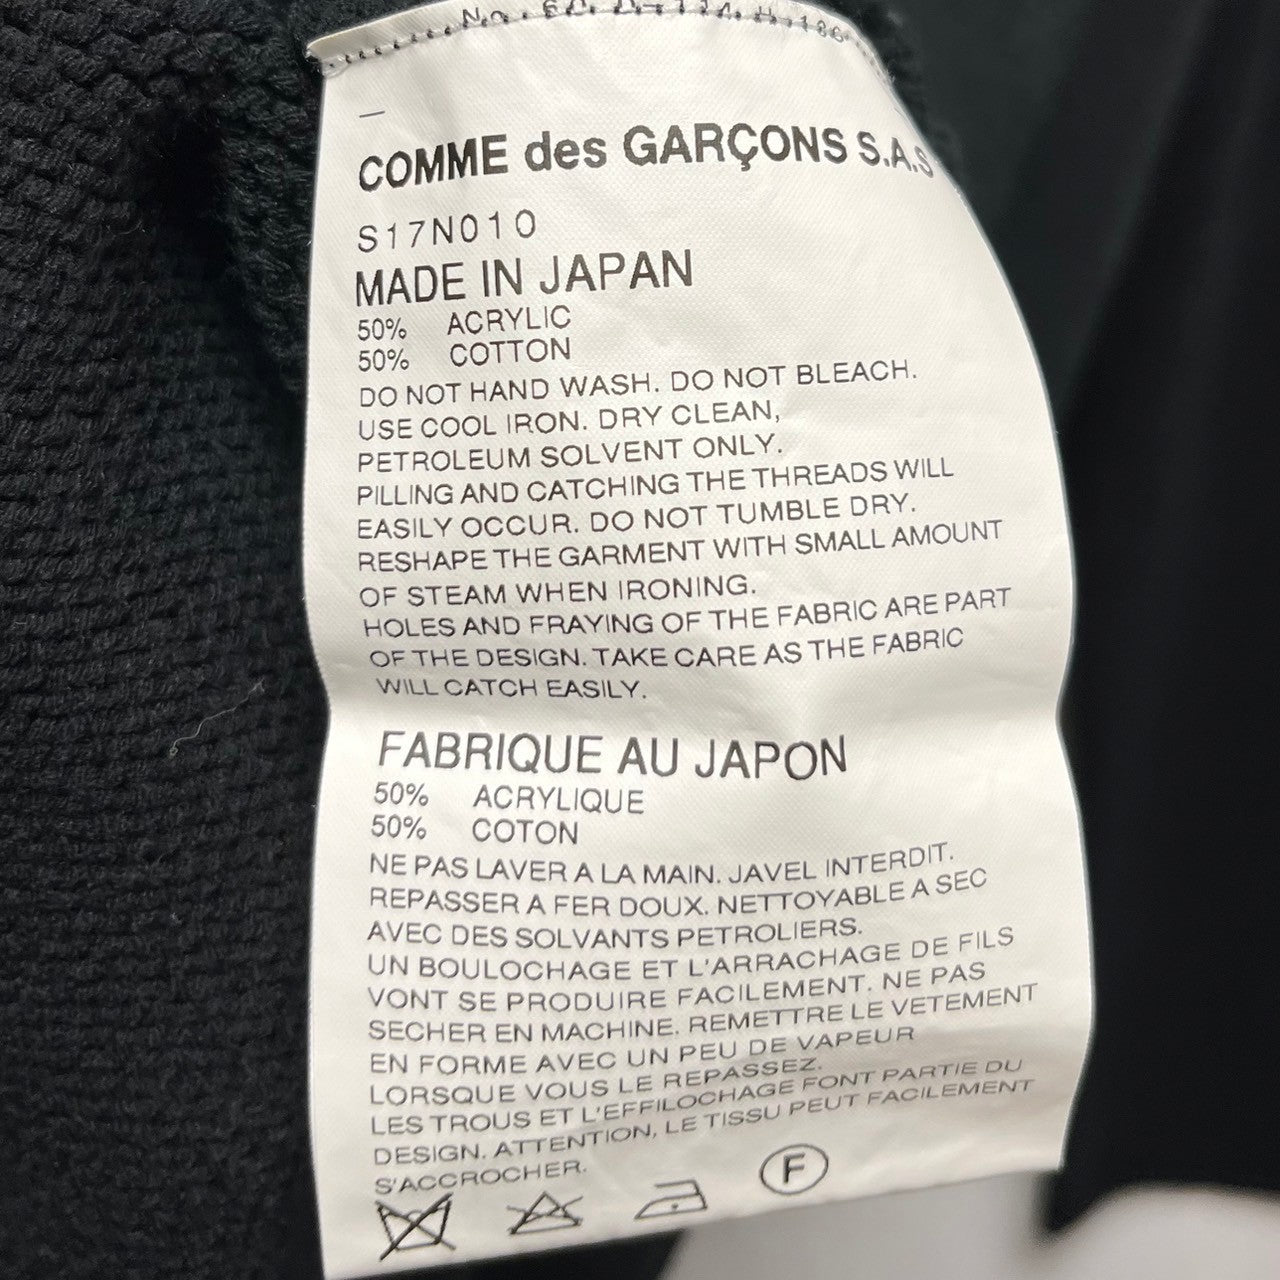 COMME des GARÇONS S.A.S
S17N010
MADE IN JAPAN
50% ACRYLIC
50% COTTON
DO NOT HAND WASH. DO NOT BLEACH.
USE COOL IRON. DRY CLEAN,
PETROLEUM SOLVENT ONLY.
PILLING AND CATCHING THE THREADS WILL
EASILY OCCUR. DO NOT TUMBLE DRY.
RESHAPE THE GARMENT WITH SMALL AMOUNT
OF STEAM WHEN IRONING.
HOLES AND FRAYING OF THE FABRIC ARE PART
OF THE DESIGN. TAKE CARE AS THE FABRIC
WILL CATCH EASILY.
FABRIQUE AU JAPON
50% ACRYLIQUE
50% COTON
NE PAS LAVER A LA MAIN. JAVEL INTERDIT.
REPASSER A FER DOUX. NETTOYABLE A SEC
AVEC DES SOLVANTS PETROLIERS.
UN BOULOCHAGE ET L'ARRACHAGE DE FILS
VONT SE PRODUIRE FACILEMENT. NE PAS
SECHER EN MACHINE. REMETTRE LE VETEMENT
EN FORME AVEC UN PEU DE VAPEUR
LORSQUE VOUS LE REPASSEZ.
LES TROUS ET L'EFFILOCHAGE FONT PARTIE DU
DESIGN. ATTENTION, LE TISSU PEUT FACILEMENT
S'ACCROCHER.
F